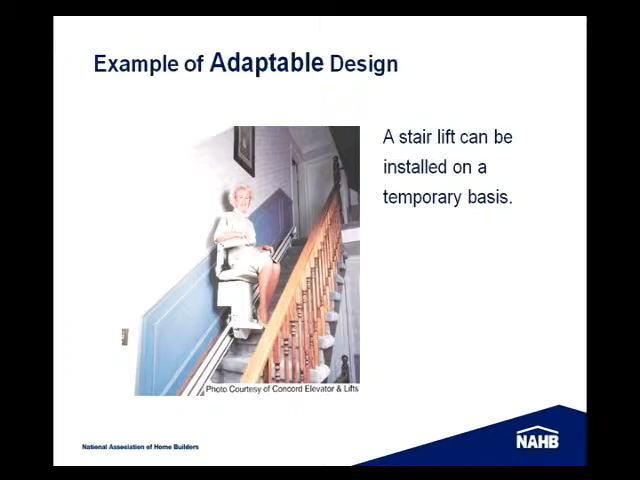 Example of Adaptable Design
A stair lift can be
installed on a
temporary basis.
Photo Courtesy of Concord Elevator & Lifts
National Association of Home Builders
NAHB